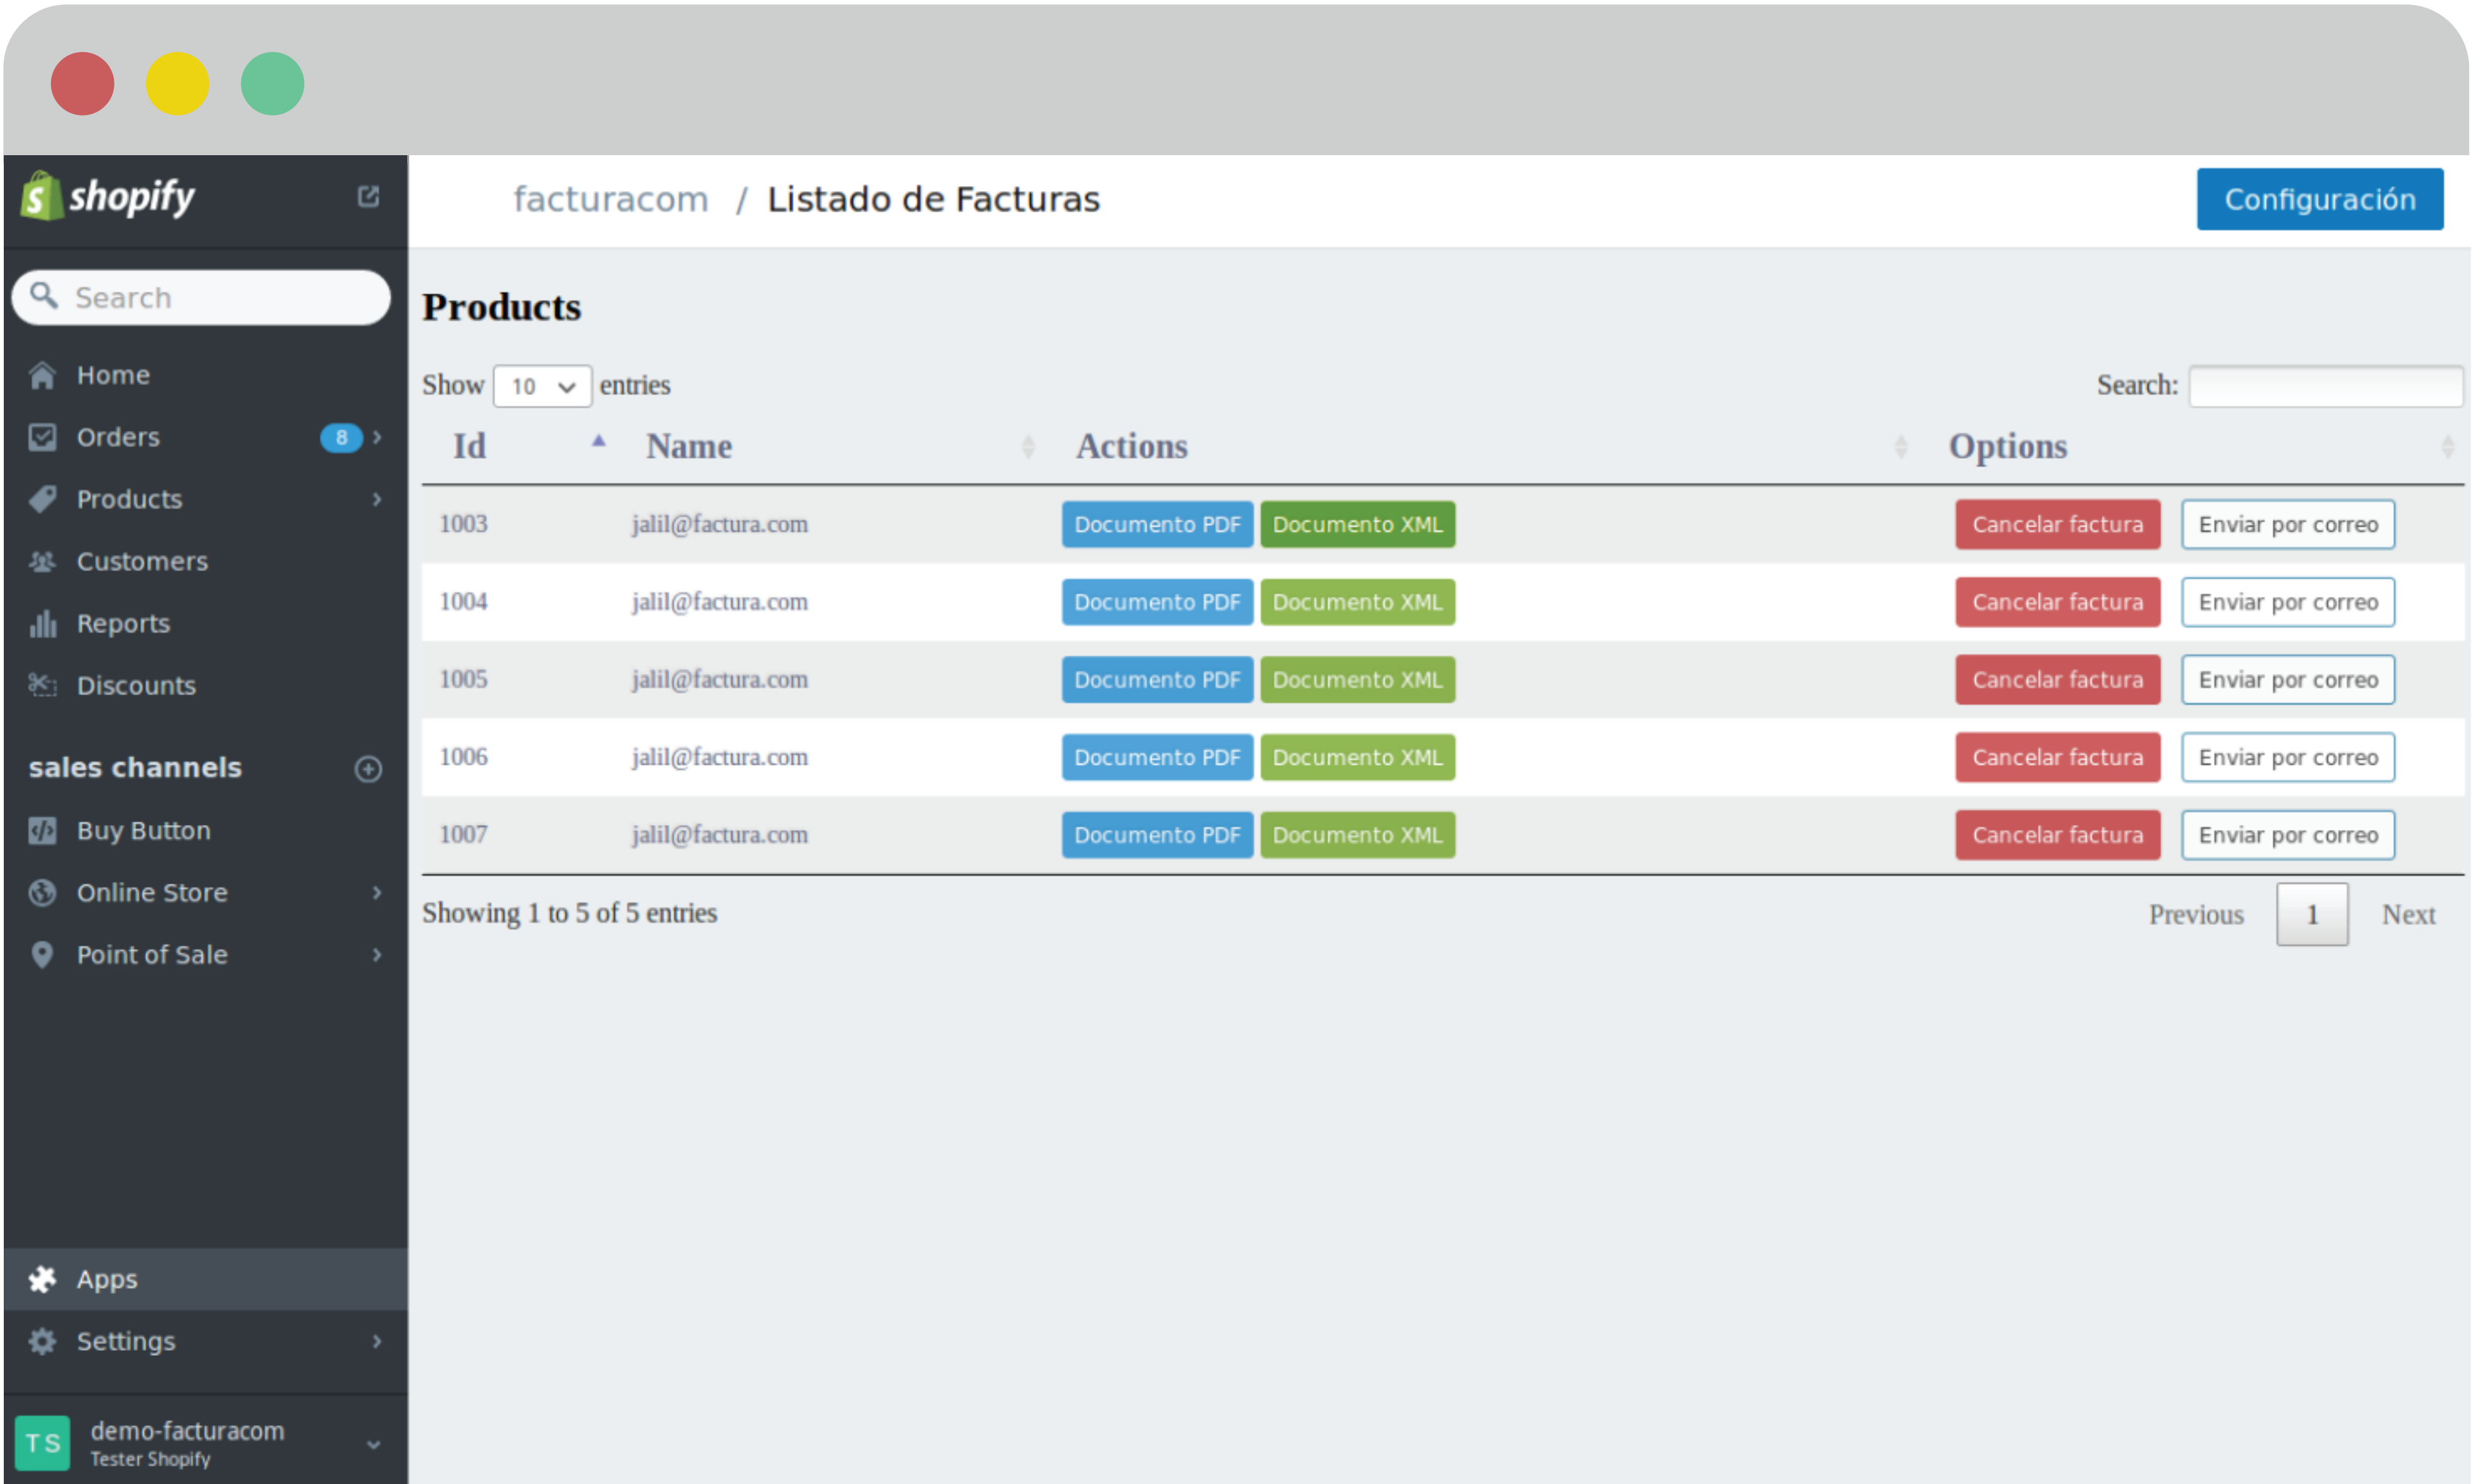 shopify
Search
Home
Orders 8
Products
Customers
Reports
Discounts
sales channels
Buy Button
Online Store
Point of Sale
Apps
Settings
TS
demo-facturacom
Tester Shopify
facturacom / Listado de Facturas
Configuración
Products
Show 10 entries
Search:
Id Name Actions Options
1003 jalil@factura.com Documento PDF Documento XML Cancelar factura Enviar por correo
1004 jalil@factura.com Documento PDF Documento XML Cancelar factura Enviar por correo
1005 jalil@factura.com Documento PDF Documento XML Cancelar factura Enviar por correo
1006 jalil@factura.com Documento PDF Documento XML Cancelar factura Enviar por correo
1007 jalil@factura.com Documento PDF Documento XML Cancelar factura Enviar por correo
Showing 1 to 5 of 5 entries
Previous 1 Next